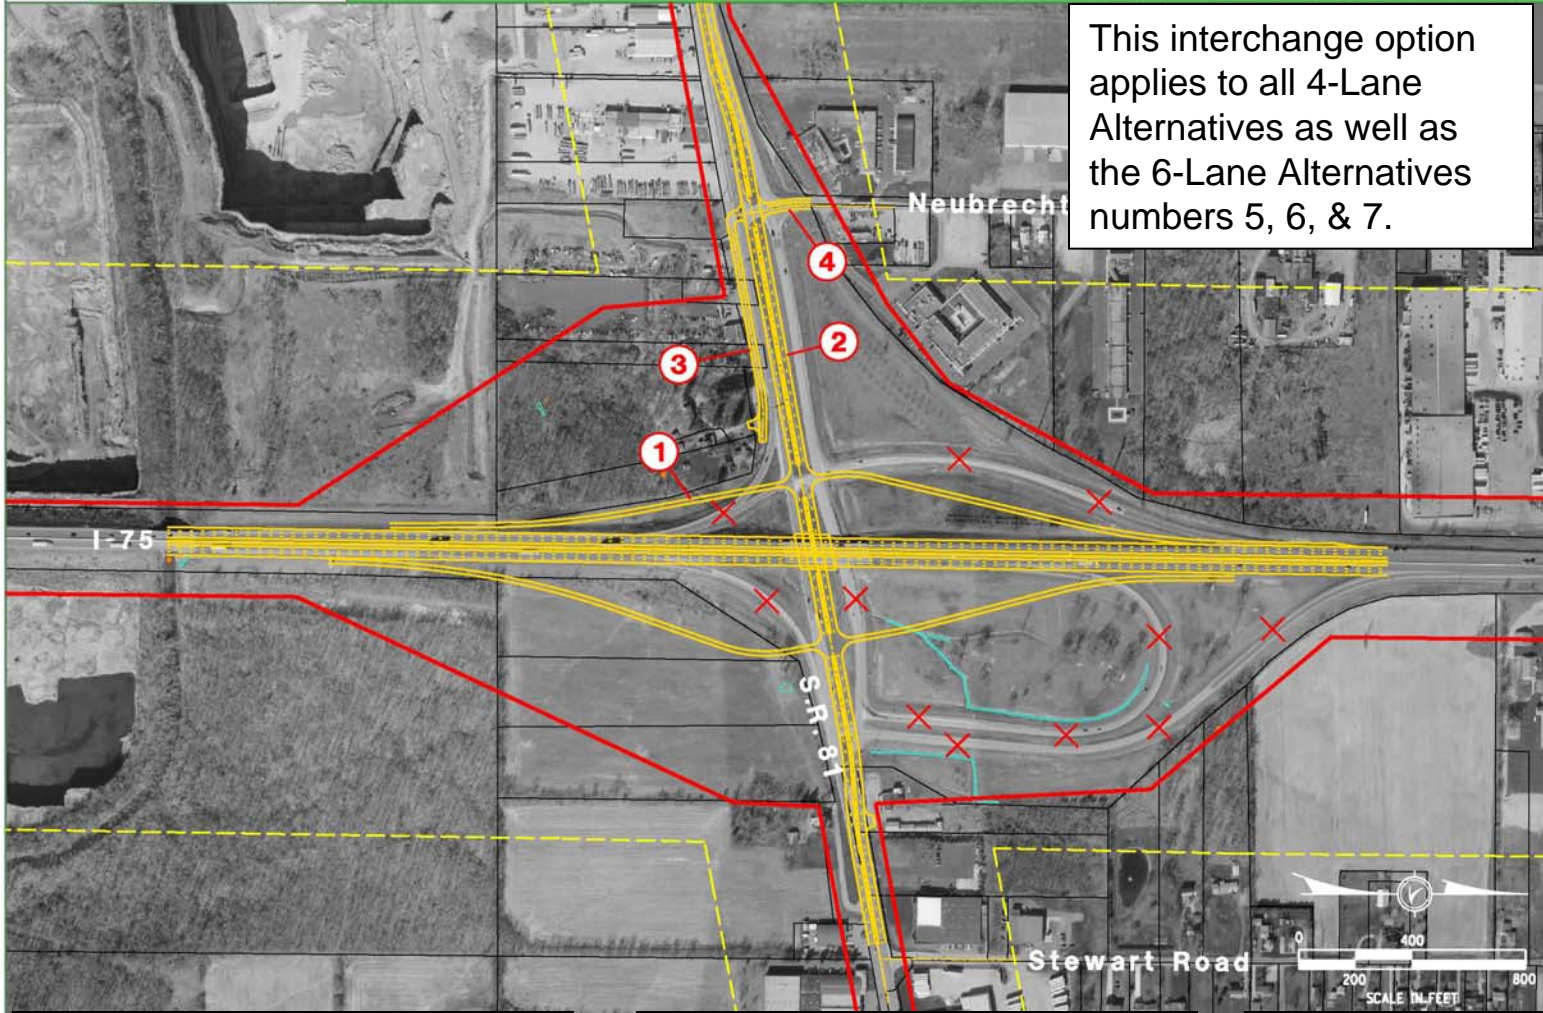 This interchange option
applies to all 4-Lane
Alternatives as well as
the 6-Lane Alternatives
numbers 5, 6, & 7.
Neubrecht
4
2
3
1
I-75
S.R. 81
Stewart Road
0 400
200 800
SCALE IN FEET